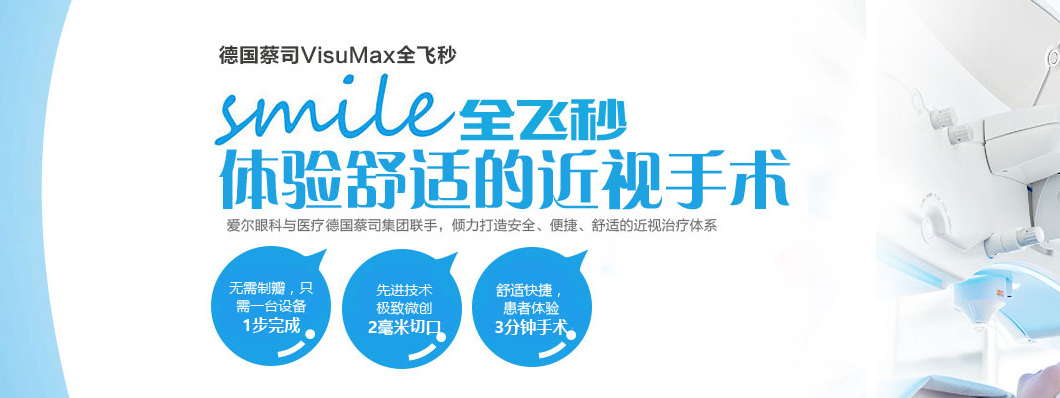 德国蔡司VisuMax全飞秒
smile全飞秒
体验舒适的近视手术
爱尔眼科与医疗德国蔡司集团联手，倾力打造安全、便捷、舒适的近视治疗体系
无需制瓣，只
需一台设备
1步完成
先进技术
极致微创
2毫米切口
舒适快捷，
患者体验
3分钟手术